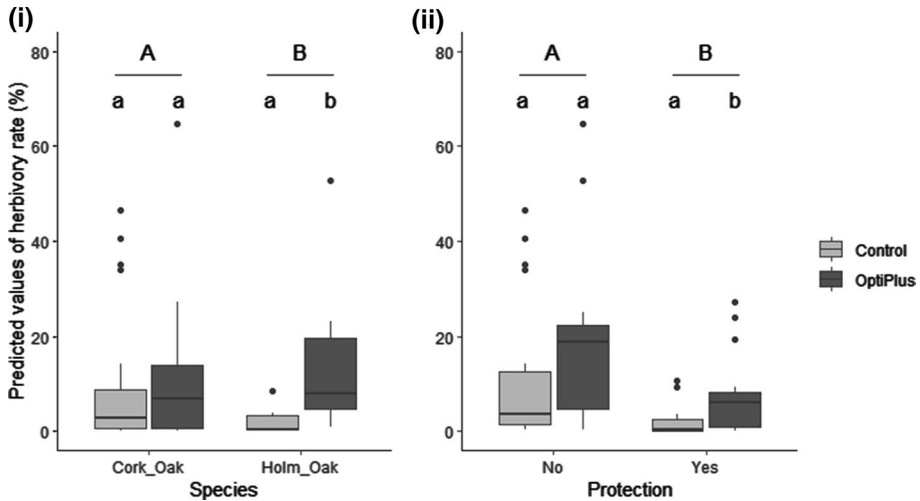 (i)
(ii)
Predicted values of herbivory rate (%)
80
60
40
20
0
A
B
a a a b
Cork_Oak Holm_Oak
Species
80
60
40
20
0
A
B
a a a b
No Yes
Protection
Control
OptiPlus